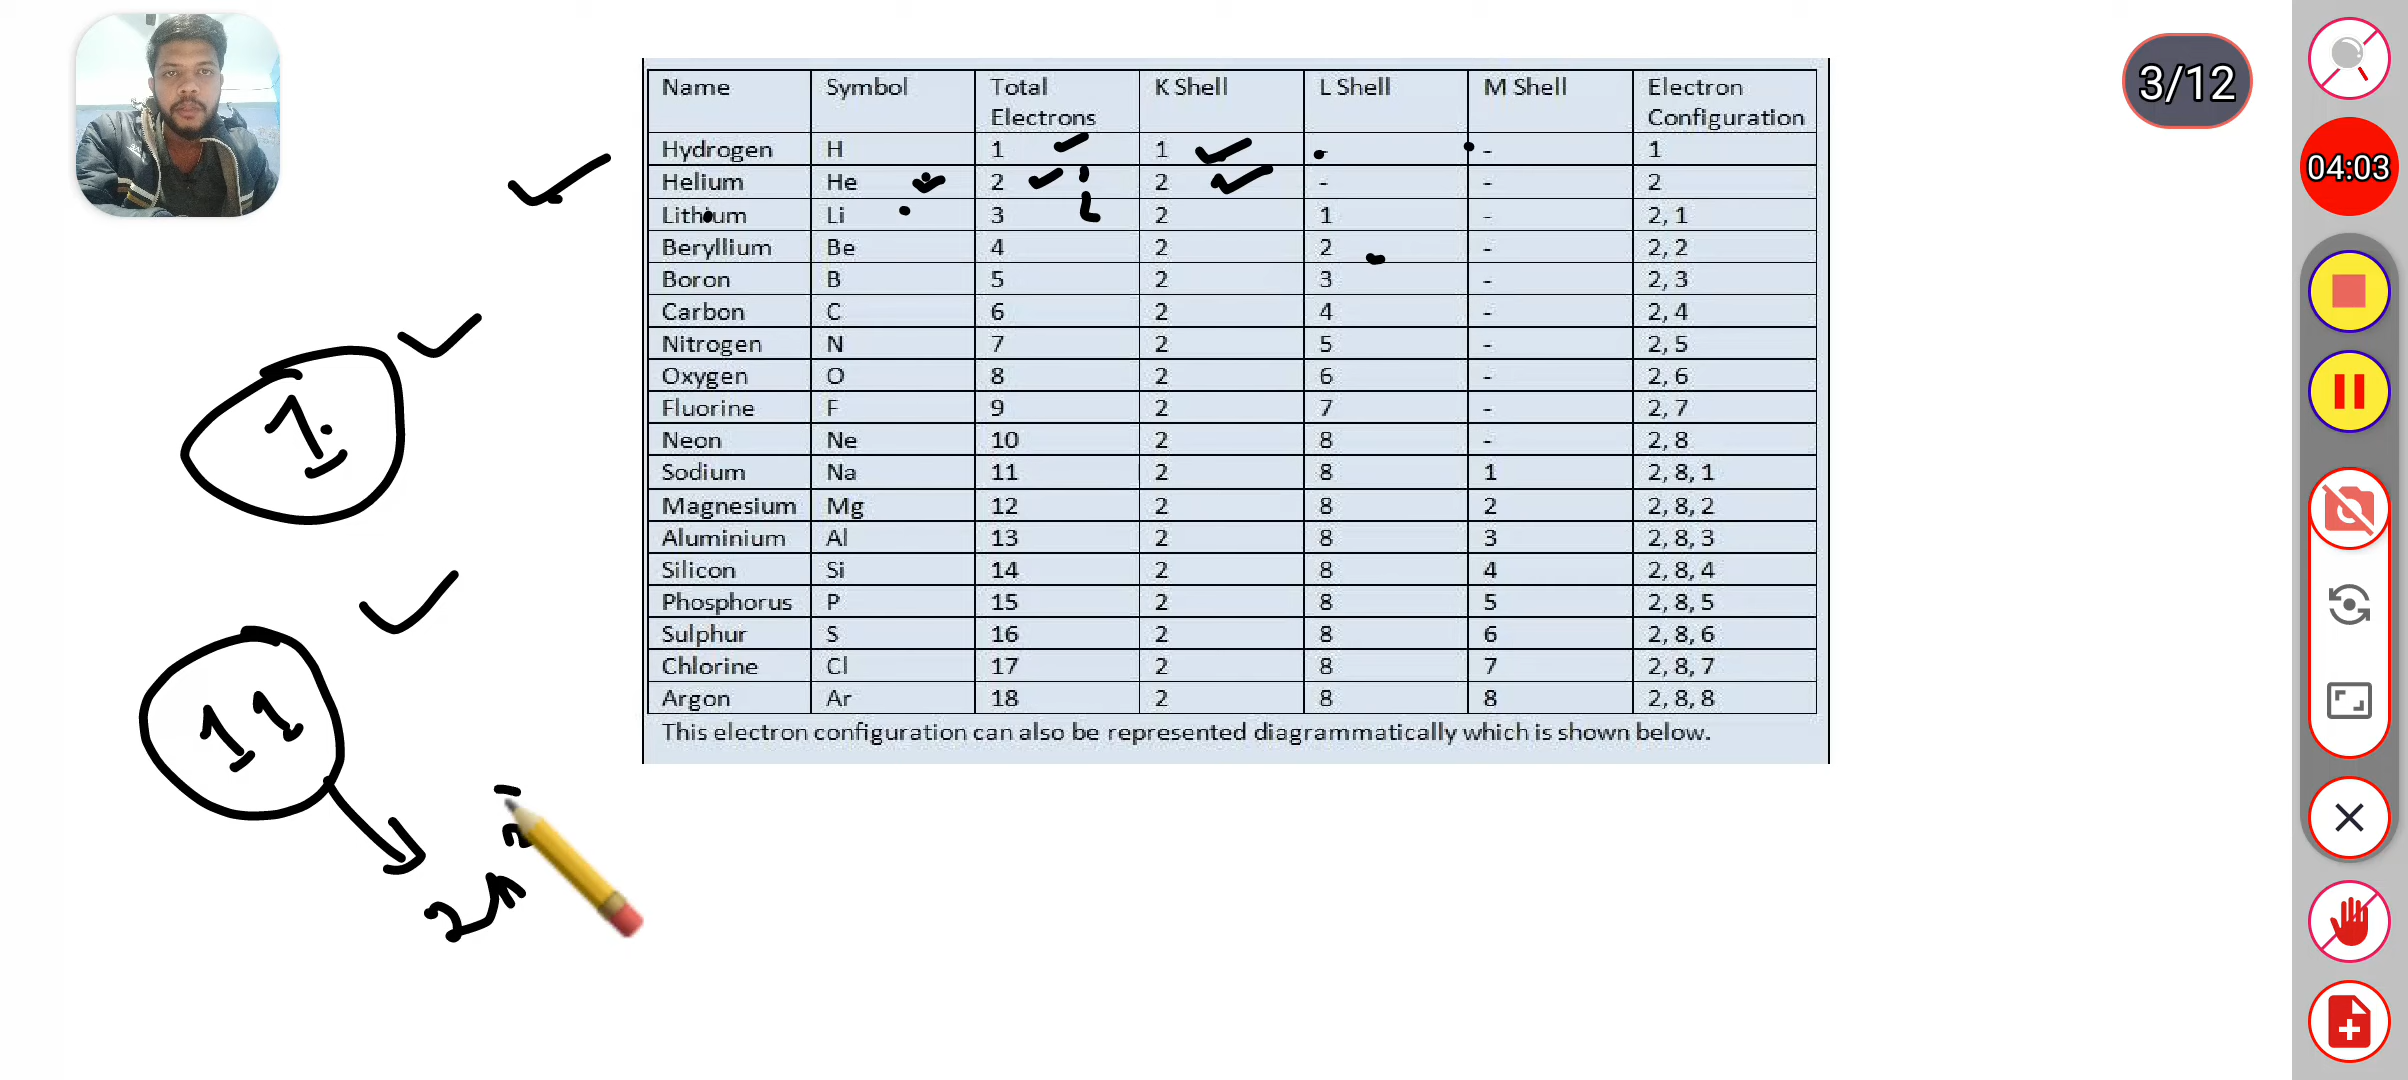 3/12
04:03
Name Symbol Total Electrons K Shell L Shell M Shell Electron Configuration
Hydrogen H 1 1 - - 1
Helium He 2 2 - - 2
Lithium Li 3 2 1 - 2, 1
Beryllium Be 4 2 2 - 2, 2
Boron B 5 2 3 - 2, 3
Carbon C 6 2 4 - 2, 4
Nitrogen N 7 2 5 - 2, 5
Oxygen O 8 2 6 - 2, 6
Fluorine F 9 2 7 - 2, 7
Neon Ne 10 2 8 - 2, 8
Sodium Na 11 2 8 1 2, 8, 1
Magnesium Mg 12 2 8 2 2, 8, 2
Aluminium Al 13 2 8 3 2, 8, 3
Silicon Si 14 2 8 4 2, 8, 4
Phosphorus P 15 2 8 5 2, 8, 5
Sulphur S 16 2 8 6 2, 8, 6
Chlorine Cl 17 2 8 7 2, 8, 7
Argon Ar 18 2 8 8 2, 8, 8
This electron configuration can also be represented diagrammatically which is shown below.
1.
11
2n